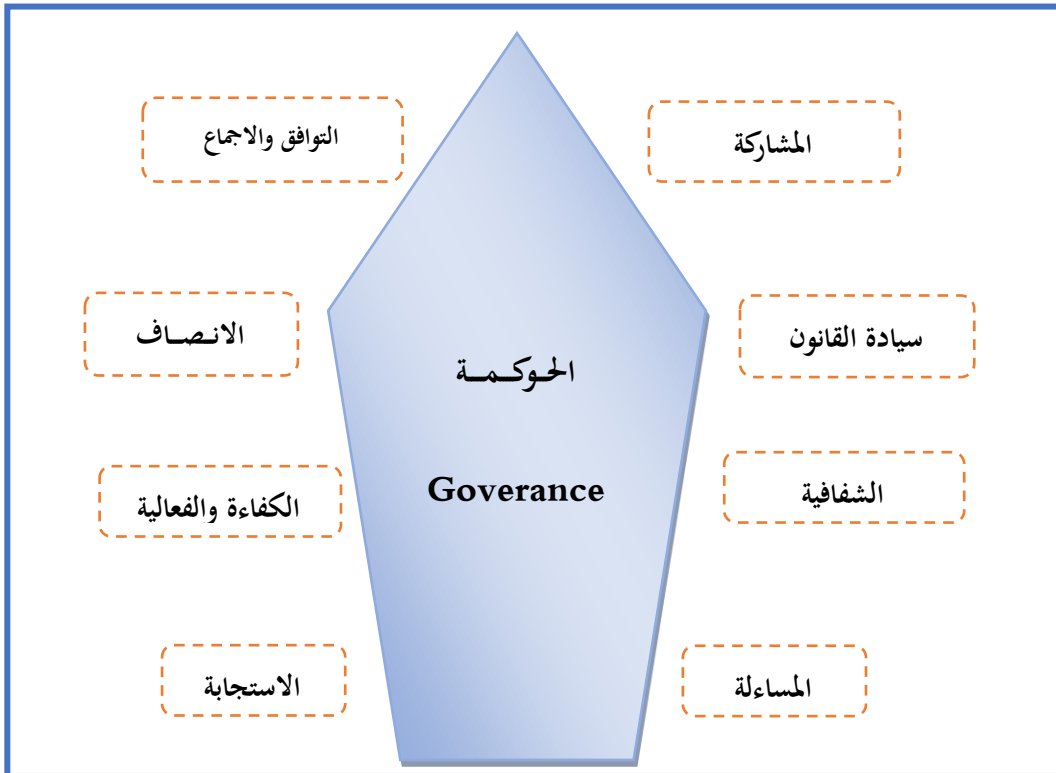 المشاركة
التوافق والاجماع
سيادة القانون
الانـصـاف
الحـوكـمـة
Goverance
الشفافية
الكفاءة والفعالية
المساءلة
الاستجابة